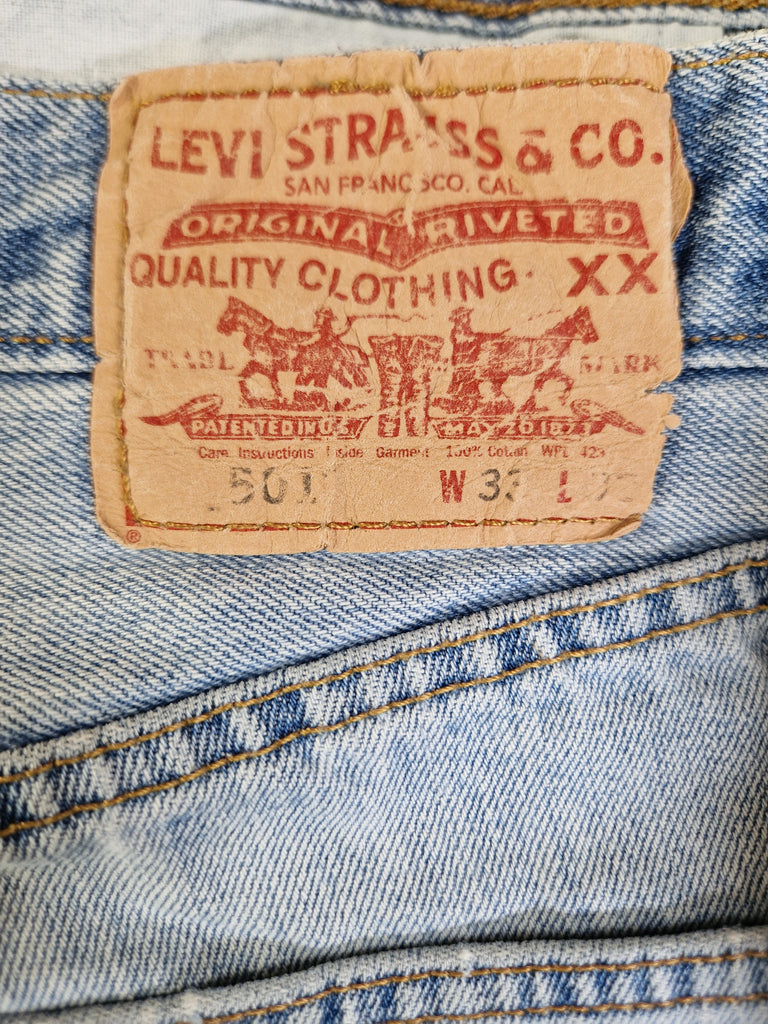 LEVI STRAUSS & CO.
SAN FRANCISCO, CAL.
ORIGINAL RIVETED
QUALITY CLOTHING. XX
TRADE MARK
PATENTED IN U.S. MAY 20 1873
Care Instructions Inside Garment 100% Cotton WPL 423
501 W 33 L
®